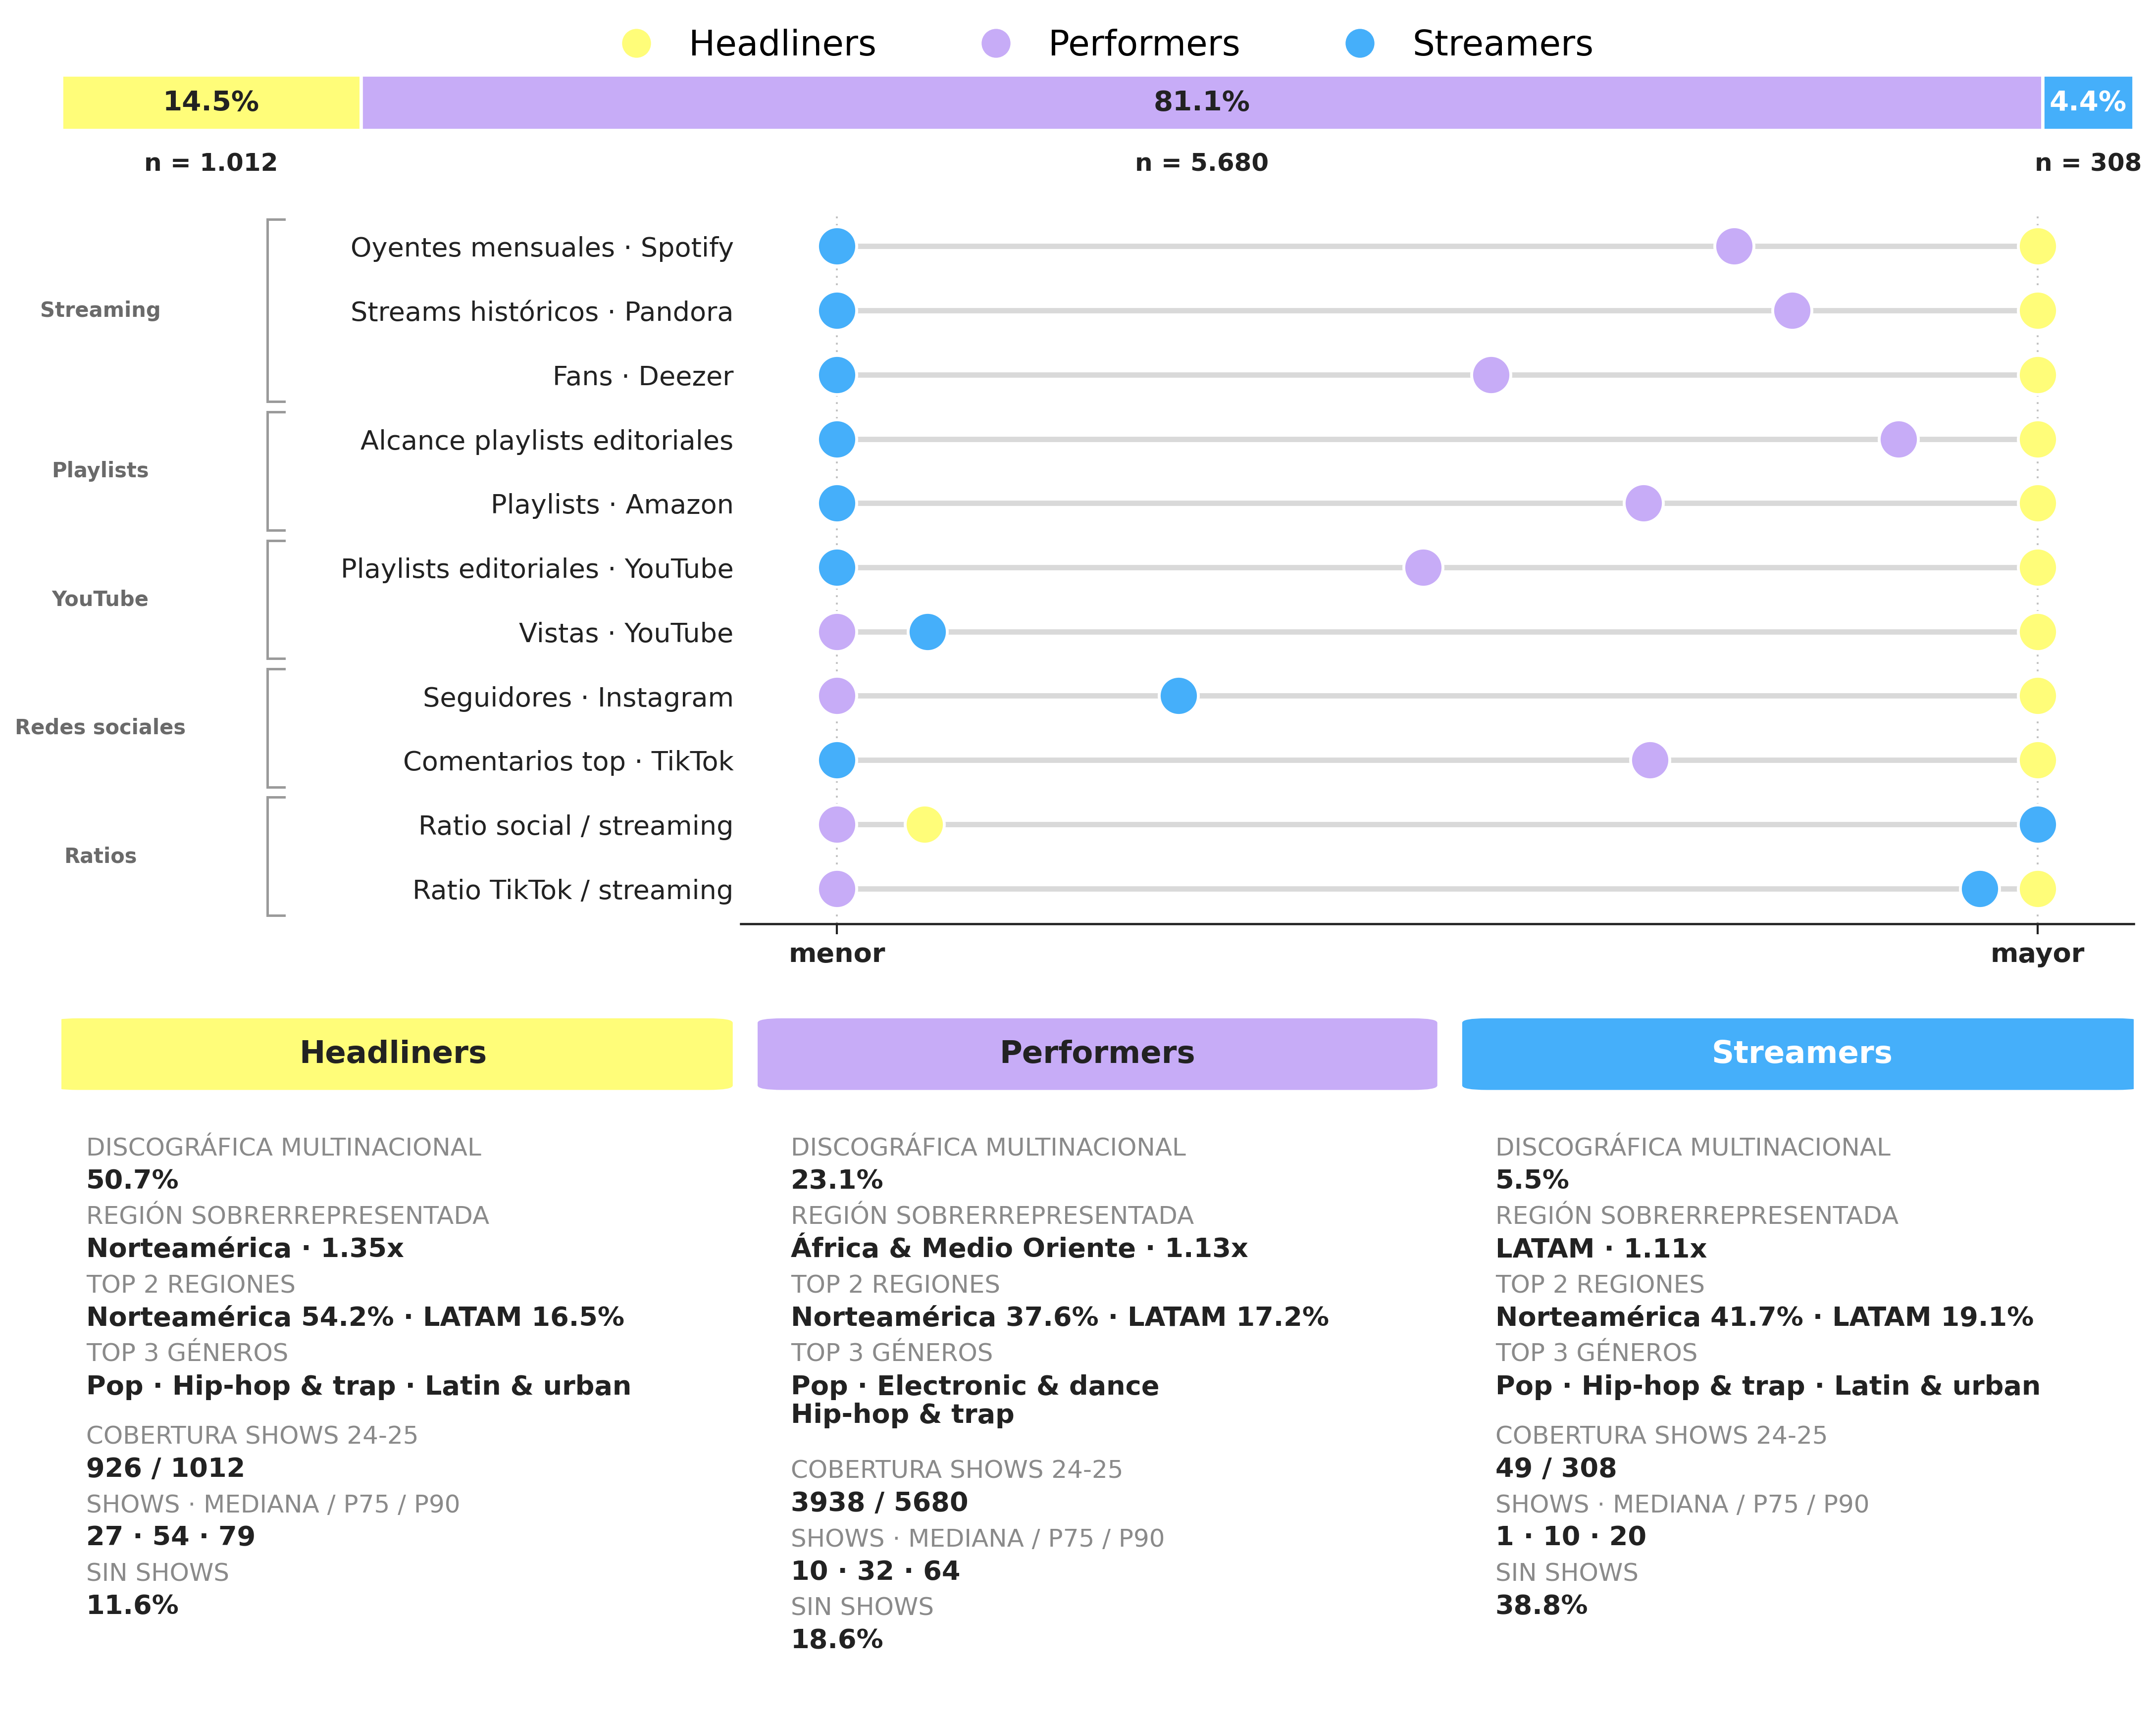 Headiners Performers Streamers
14.5% 81.1% 4.4%
n = 1.012 n = 5.680 n = 308
Streaming
Oyentes mensuales · Spotify
Streams históricos · Pandora
Fans · Deezer
Playlists
Alcance playlists editoriales
Playlists · Amazon
YouTube
Playlists editoriales · YouTube
Vistas · YouTube
Redes sociales
Seguidores · Instagram
Comentarios top · TikTok
Ratios
Ratio social / streaming
Ratio TikTok / streaming
menor mayor
Headliners
DISCOGRÁFICA MULTINACIONAL
50.7%
REGIÓN SOBRERREPRESENTADA
Norteamérica · 1.35x
TOP 2 REGIONES
Norteamérica 54.2% · LATAM 16.5%
TOP 3 GÉNEROS
Pop · Hip-hop & trap · Latin & urban
COBERTURA SHOWS 24-25
926 / 1012
SHOWS · MEDIANA / P75 / P90
27 · 54 · 79
SIN SHOWS
11.6%
Performers
DISCOGRÁFICA MULTINACIONAL
23.1%
REGIÓN SOBRERREPRESENTADA
África & Medio Oriente · 1.13x
TOP 2 REGIONES
Norteamérica 37.6% · LATAM 17.2%
TOP 3 GÉNEROS
Pop · Electronic & dance
Hip-hop & trap
COBERTURA SHOWS 24-25
3938 / 5680
SHOWS · MEDIANA / P75 / P90
10 · 32 · 64
SIN SHOWS
18.6%
Streamers
DISCOGRÁFICA MULTINACIONAL
5.5%
REGIÓN SOBRERREPRESENTADA
LATAM · 1.11x
TOP 2 REGIONES
Norteamérica 41.7% · LATAM 19.1%
TOP 3 GÉNEROS
Pop · Hip-hop & trap · Latin & urban
COBERTURA SHOWS 24-25
49 / 308
SHOWS · MEDIANA / P75 / P90
1 · 10 · 20
SIN SHOWS
38.8%